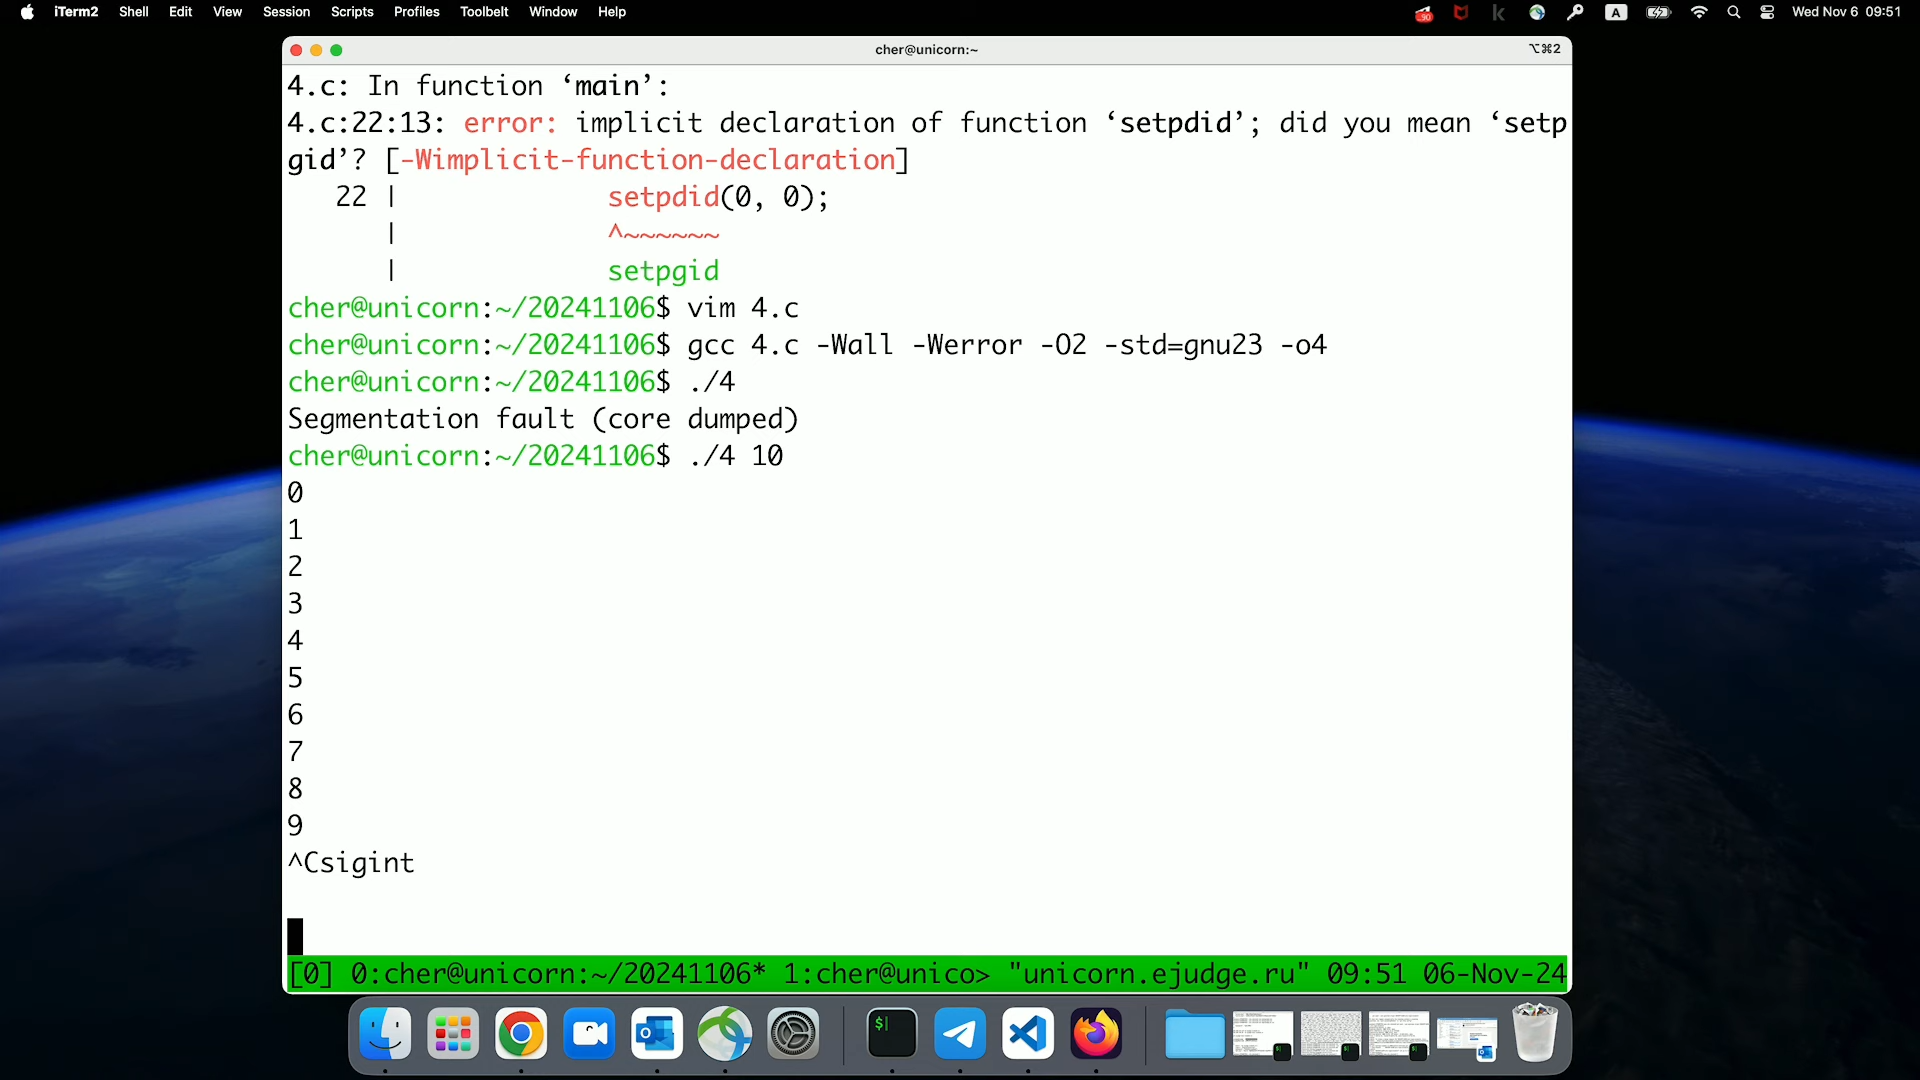 iTerm2 Shell Edit View Session Scripts Profiles Toolbelt Window Help A Wed Nov 6 09:51
cher@unicorn:~ ⌥⌘2
4.c: In function ‘main’:
4.c:22:13: error: implicit declaration of function ‘setpdid’; did you mean ‘setp
gid’? [-Wimplicit-function-declaration]
22 | setpdid(0, 0);
| ^~~~~~~
| setpgid
cher@unicorn:~/20241106$ vim 4.c
cher@unicorn:~/20241106$ gcc 4.c -Wall -Werror -O2 -std=gnu23 -o4
cher@unicorn:~/20241106$ ./4
Segmentation fault (core dumped)
cher@unicorn:~/20241106$ ./4 10
0
1
2
3
4
5
6
7
8
9
^Csigint
[0] 0:cher@unicorn:~/20241106* 1:cher@unico> "unicorn.ejudge.ru" 09:51 06-Nov-24